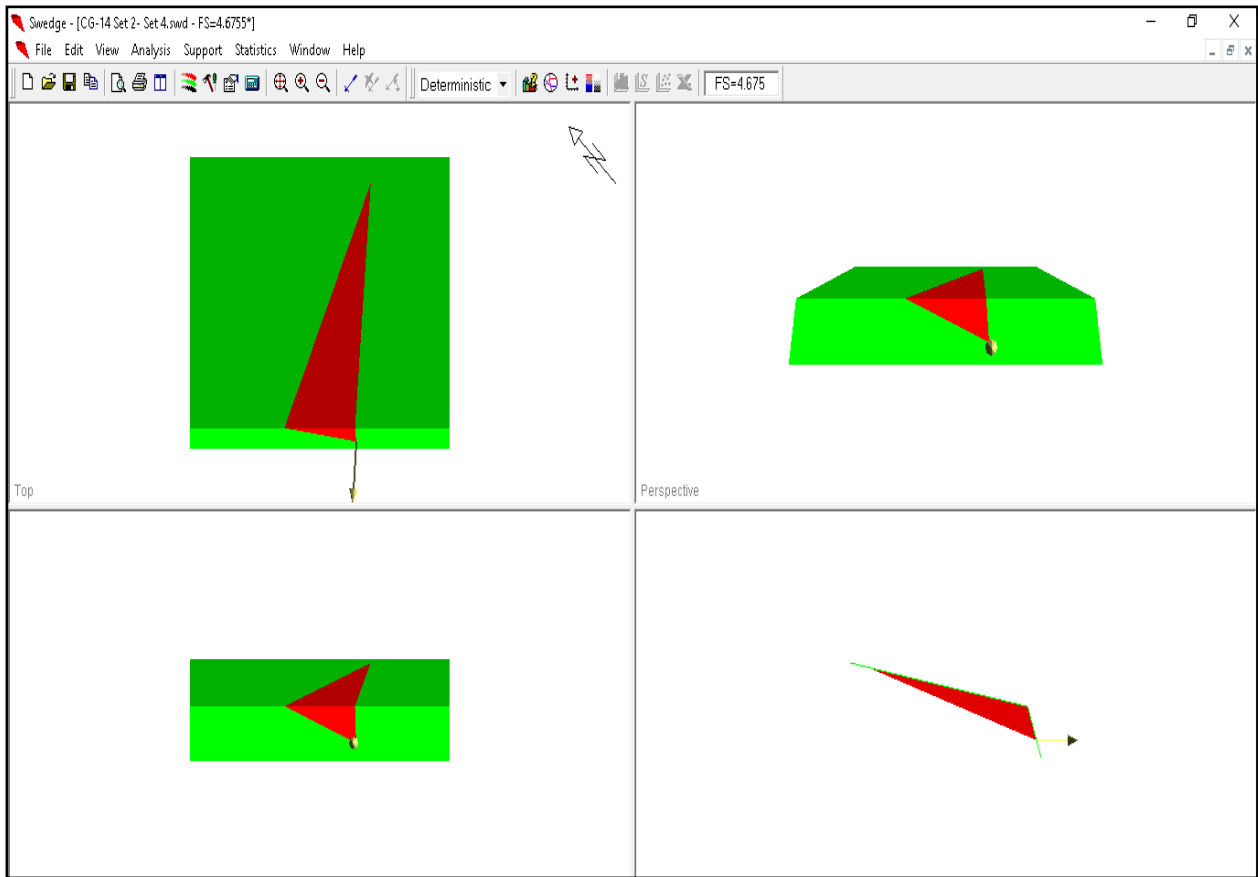 Swedge - [CG-14 Set 2- Set 4.swd - FS=4.6755*]
File Edit View Analysis Support Statistics Window Help
Deterministic FS=4.675
Top
Perspective